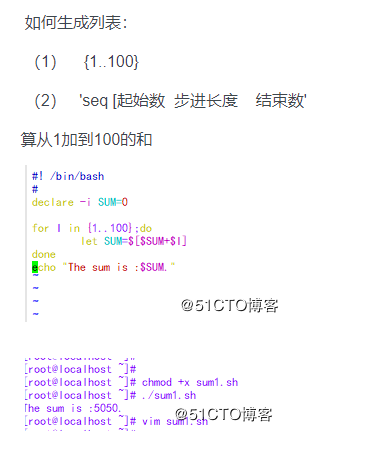 如何生成列表：
（1） {1..100}
（2） 'seq [起始数 步进长度 结束数'
算从1加到100的和
#! /bin/bash
#
declare -i SUM=0
for I in {1..100};do
let SUM=$[$SUM+$I]
done
echo "The sum is :$SUM."
~
~
~
~
@51CTO博客
[root@localhost ~]#
[root@localhost ~]#
[root@localhost ~]# chmod +x sum1.sh
[root@localhost ~]# ./sum1.sh
The sum is :5050.
@51CTO博客
[root@localhost ~]# vim sum1.sh